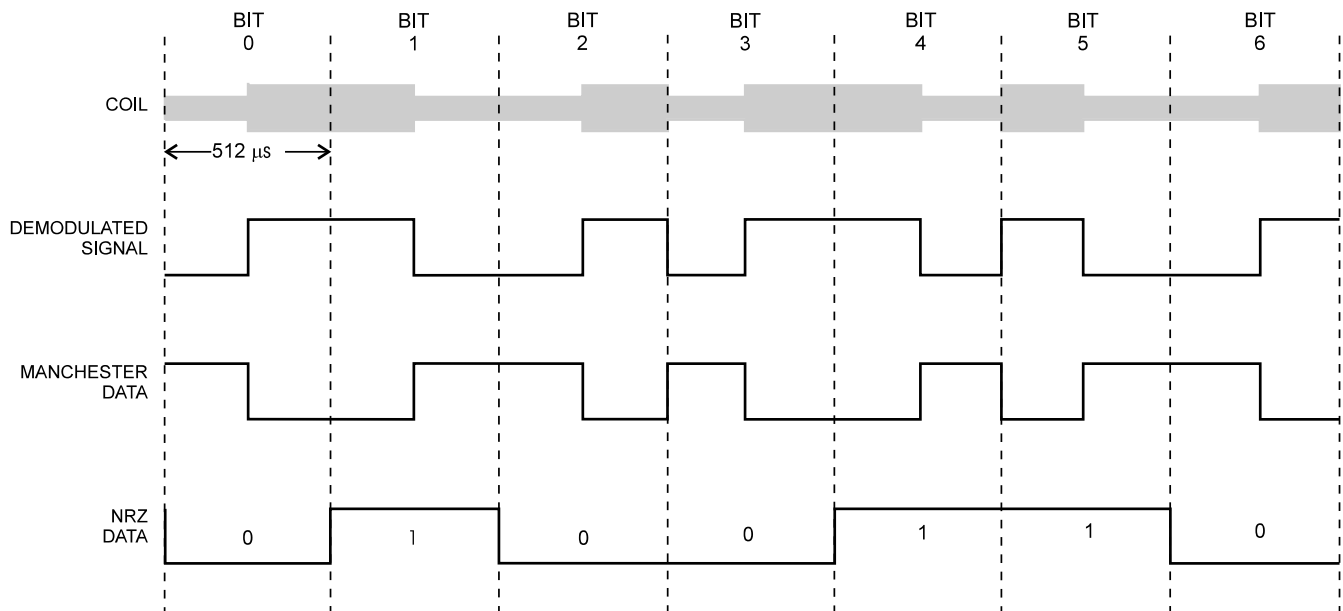 BIT 0
BIT 1
BIT 2
BIT 3
BIT 4
BIT 5
BIT 6
COIL
512 µs
DEMODULATED
SIGNAL
MANCHESTER
DATA
NRZ
DATA
0 1 0 0 1 1 0